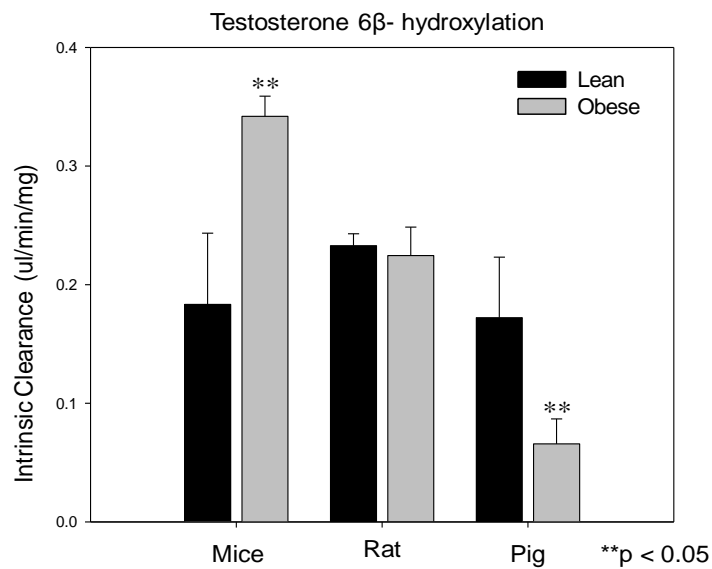 Testosterone 6β- hydroxylation
Intrinsic Clearance (ul/min/mg)
0.4
0.3
0.2
0.1
0.0
Lean
Obese
**
**
Mice
Rat
Pig
**p < 0.05